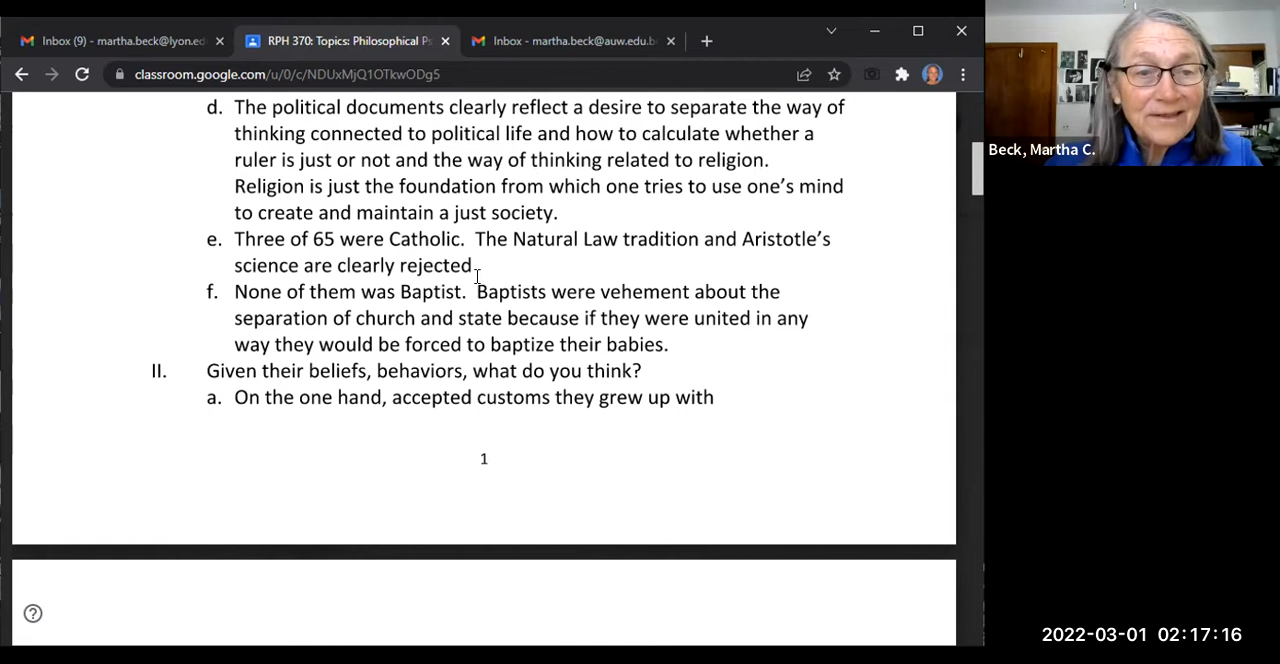 Inbox (9) - martha.beck@lyon.ed
RPH 370: Topics: Philosophical Ps
Inbox - martha.beck@auw.edu.b
classroom.google.com/u/0/c/NDUxMjQ1OTkwODg5
d. The political documents clearly reflect a desire to separate the way of
thinking connected to political life and how to calculate whether a
ruler is just or not and the way of thinking related to religion.
Religion is just the foundation from which one tries to use one's mind
to create and maintain a just society.
e. Three of 65 were Catholic. The Natural Law tradition and Aristotle's
science are clearly rejected.
f. None of them was Baptist. Baptists were vehement about the
separation of church and state because if they were united in any
way they would be forced to baptize their babies.
II. Given their beliefs, behaviors, what do you think?
a. On the one hand, accepted customs they grew up with
1
Beck, Martha C.
2022-03-01 02:17:16